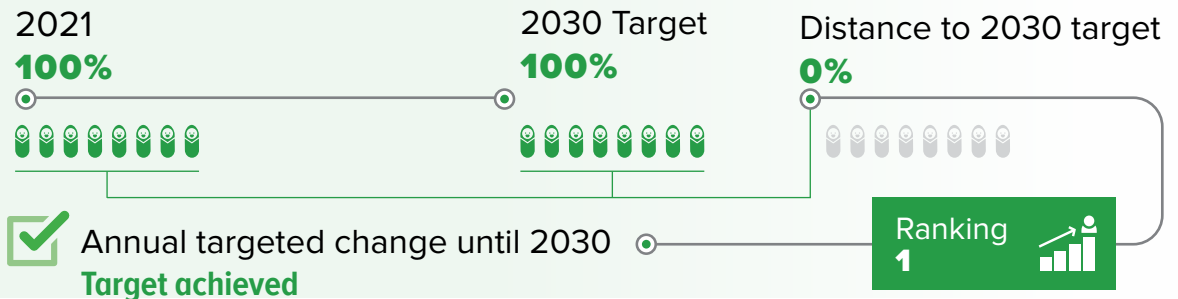 2021
100%
2030 Target
100%
Distance to 2030 target
0%
Annual targeted change until 2030
Target achieved
Ranking
1